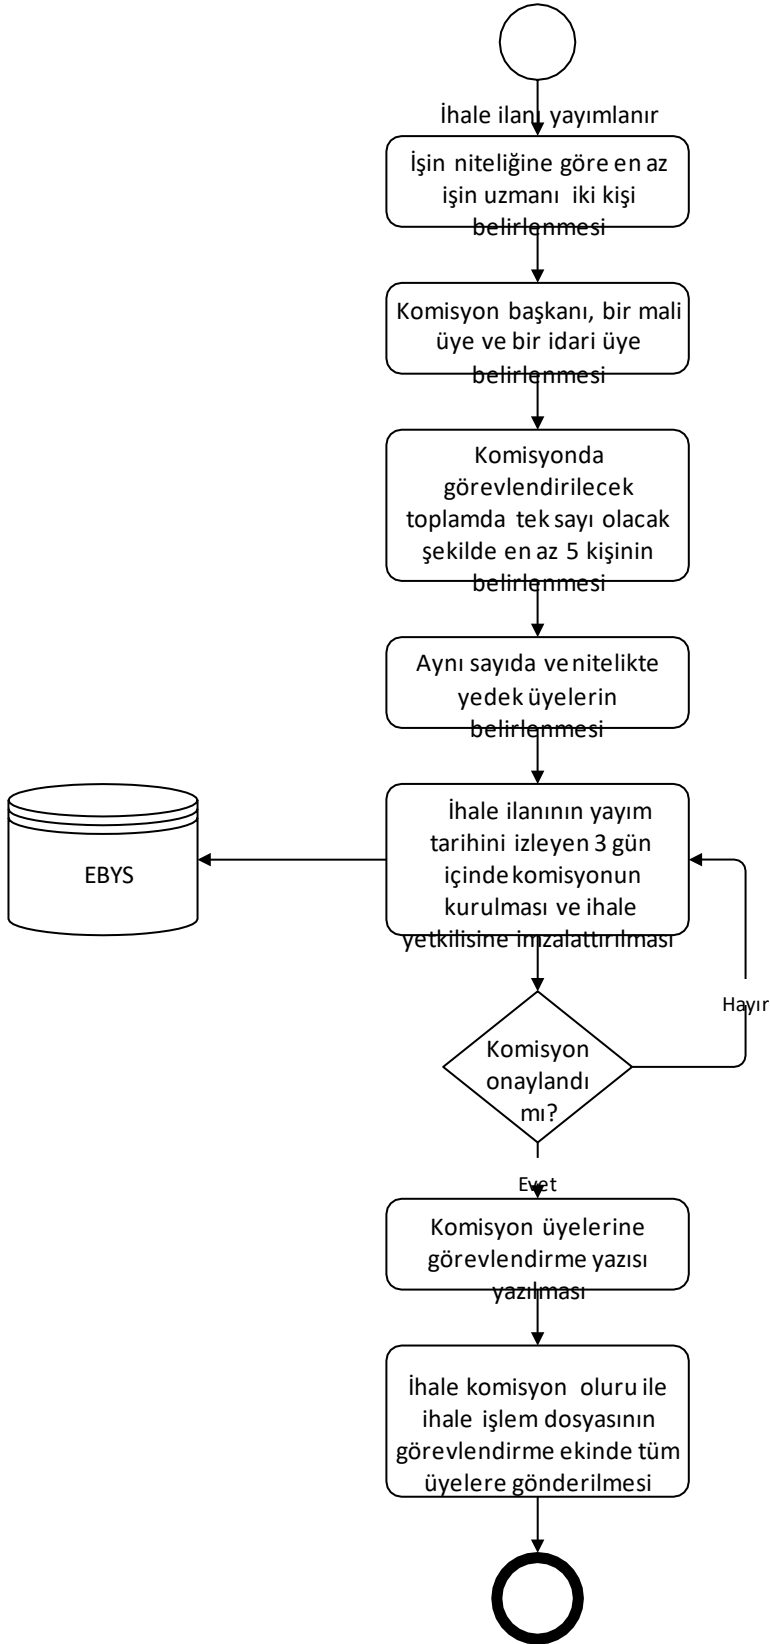 İhale ilanı yayımlanır
İşin niteliğine göre en az
işin uzmanı iki kişi
belirlenmesi
Komisyon başkanı, bir mali
üye ve bir idari üye
belirlenmesi
Komisyonda
görevlendirilecek
toplamda tek sayı olacak
şekilde en az 5 kişinin
belirlenmesi
Aynı sayıda ve nitelikte
yedek üyelerin
belirlenmesi
İhale ilanının yayım
tarihini izleyen 3 gün
içinde komisyonun
kurulması ve ihale
yetkilisine imzalattırılması
EBYS
Hayır
Komisyon
onaylandı
mı?
Evet
Komisyon üyelerine
görevlendirme yazısı
yazılması
İhale komisyon oluru ile
ihale işlem dosyasının
görevlendirme ekinde tüm
üyelere gönderilmesi